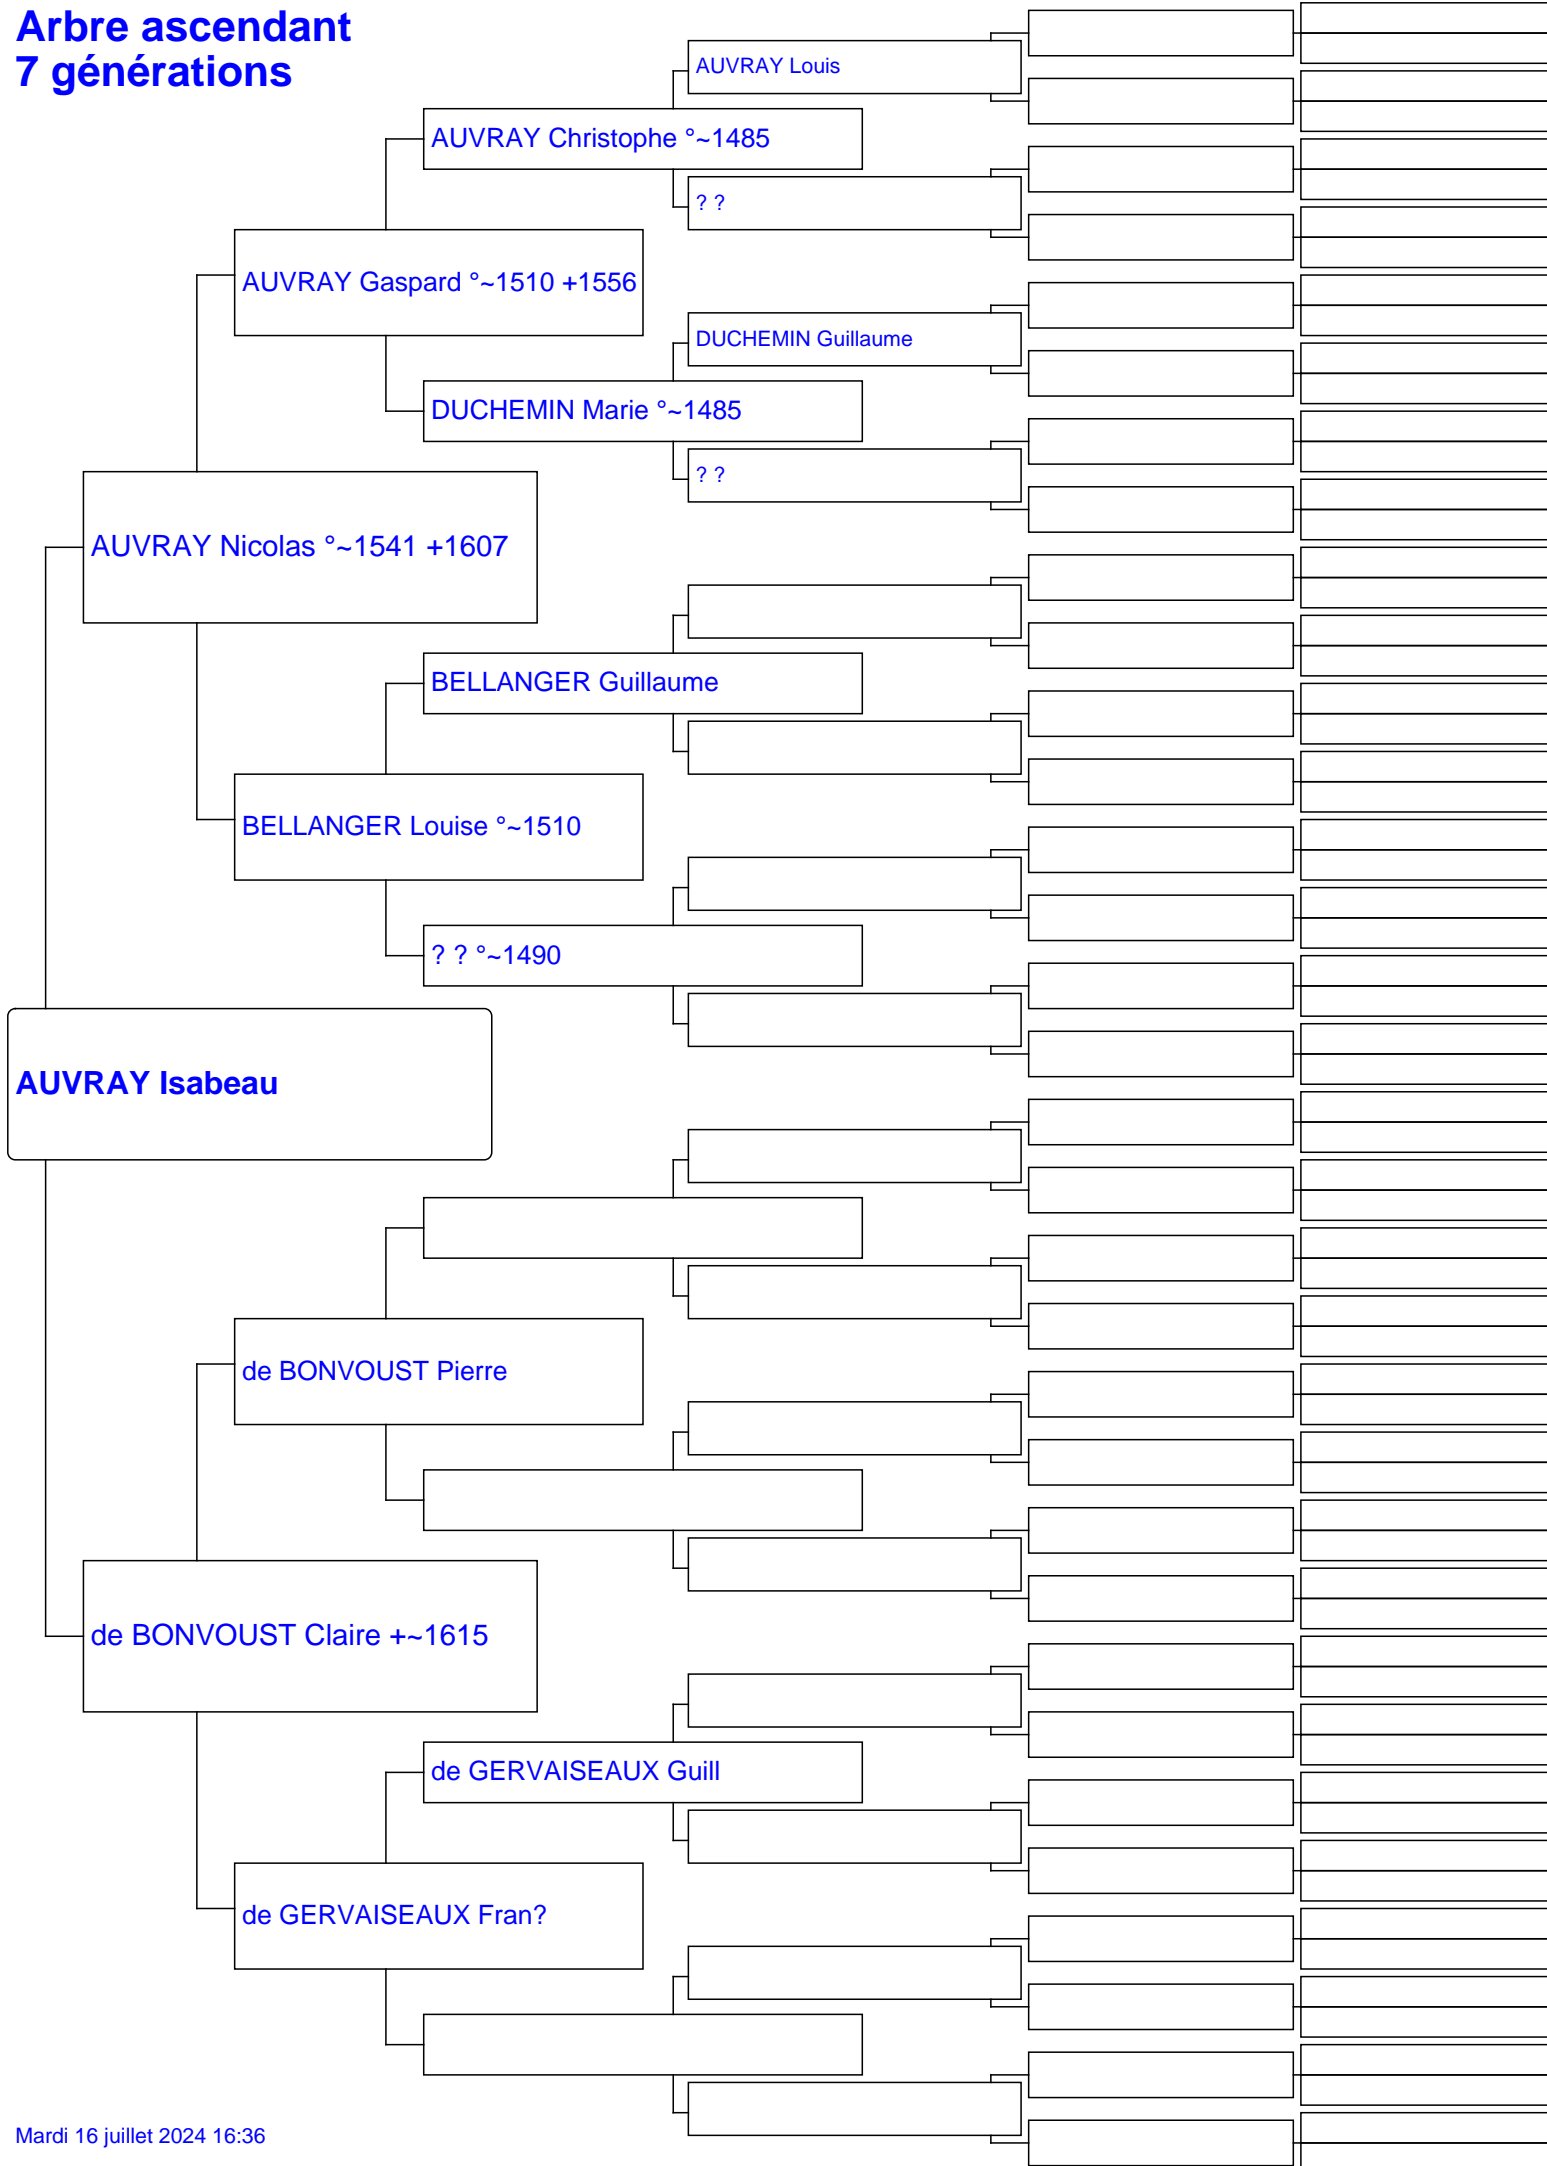 Arbre ascendant
7 générations
AUVRAY Louis
AUVRAY Christophe °~1485
? ?
AUVRAY Gaspard °~1510 +1556
DUCHEMIN Guillaume
DUCHEMIN Marie °~1485
? ?
AUVRAY Nicolas °~1541 +1607
BELLANGER Guillaume
BELLANGER Louise °~1510
? ? °~1490
AUVRAY Isabeau
de BONVOUST Pierre
de BONVOUST Claire +~1615
de GERVAISEAUX Guill
de GERVAISEAUX Fran?
Mardi 16 juillet 2024 16:36